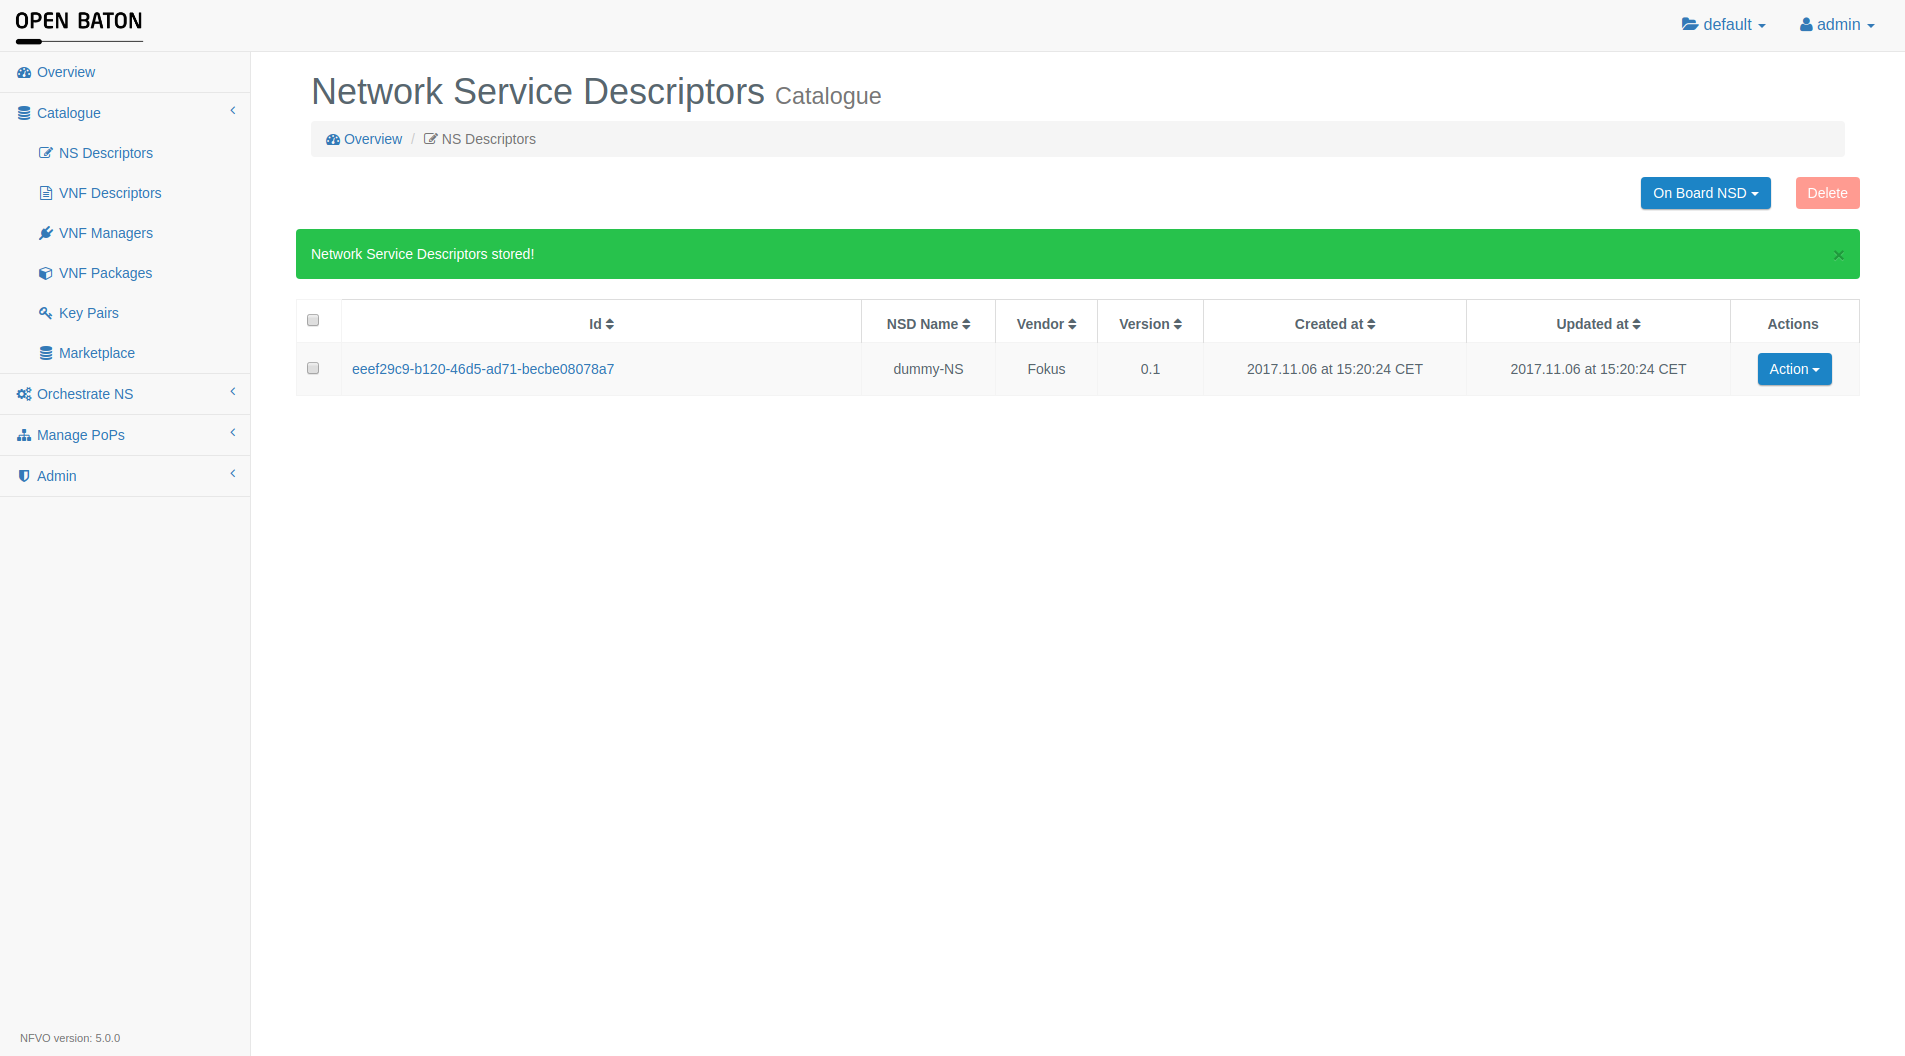 OPEN BATON
default
admin
Overview
Catalogue
NS Descriptors
VNF Descriptors
VNF Managers
VNF Packages
Key Pairs
Marketplace
Orchestrate NS
Manage PoPs
Admin
NFVO version: 5.0.0
Network Service Descriptors Catalogue
Overview / NS Descriptors
On Board NSD
Delete
Network Service Descriptors stored!
×
Id NSD Name Vendor Version Created at Updated at Actions
eeef29c9-b120-46d5-ad71-becbe08078a7 dummy-NS Fokus 0.1 2017.11.06 at 15:20:24 CET 2017.11.06 at 15:20:24 CET Action